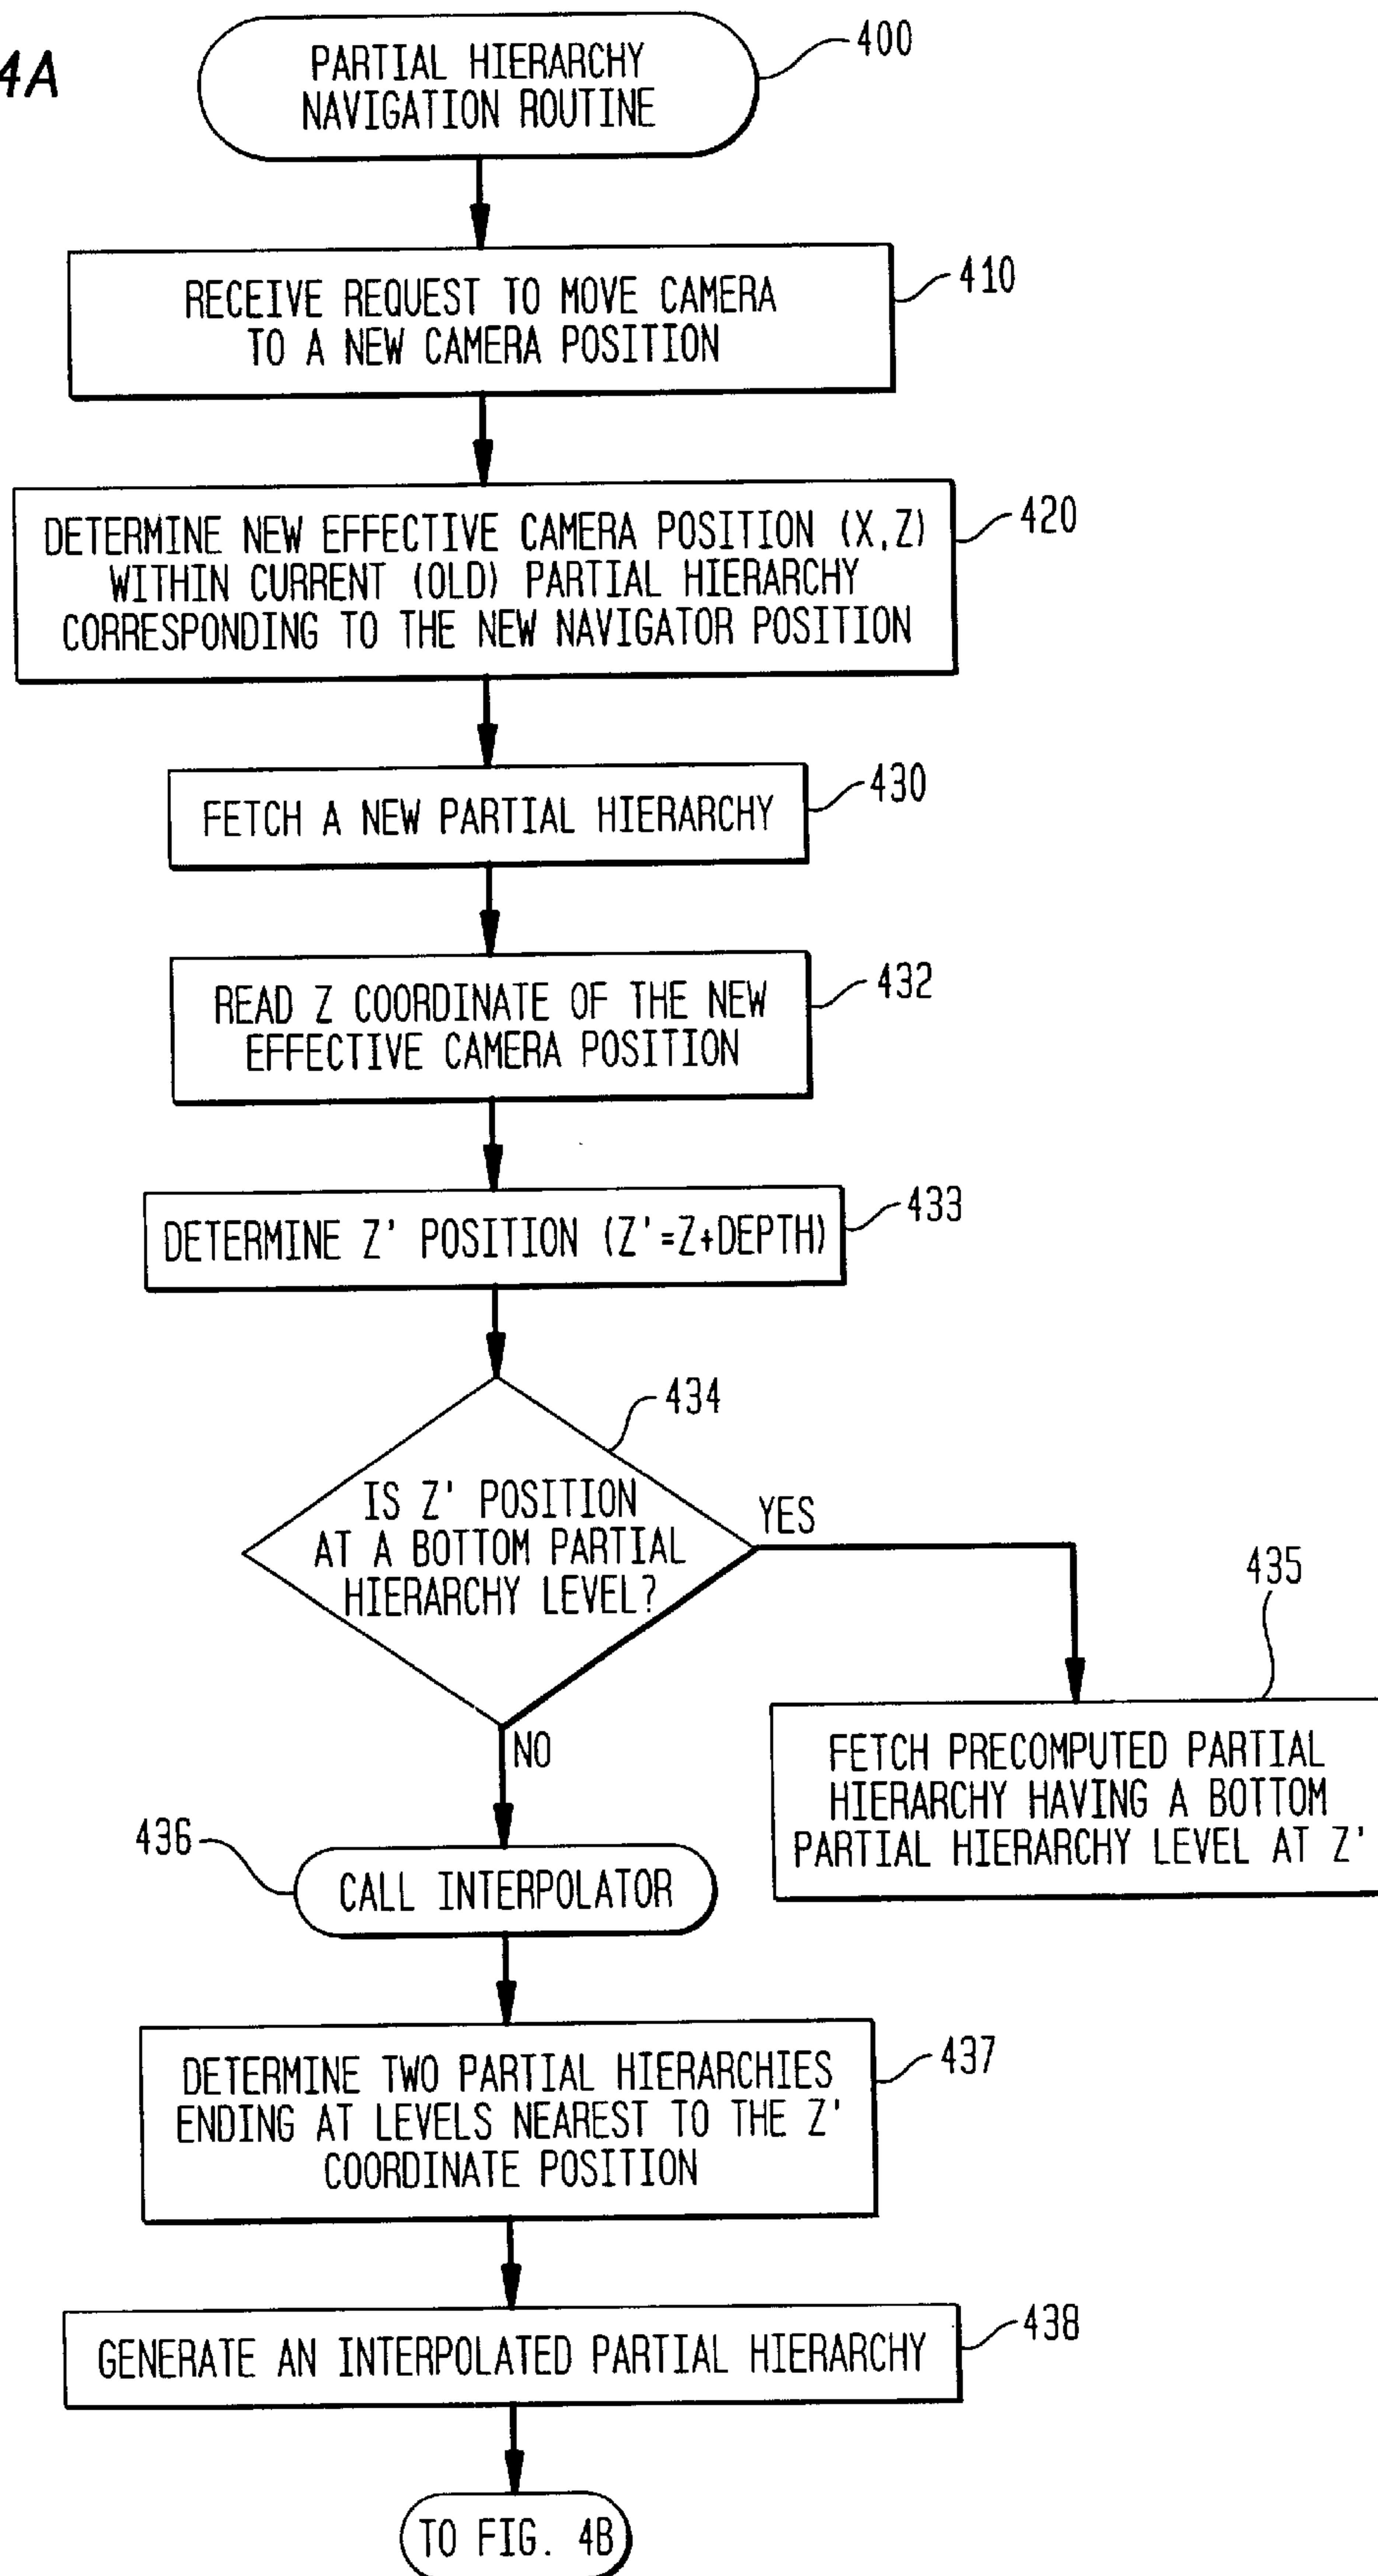 4A
PARTIAL HIERARCHY
NAVIGATION ROUTINE
400
RECEIVE REQUEST TO MOVE CAMERA
TO A NEW CAMERA POSITION
410
DETERMINE NEW EFFECTIVE CAMERA POSITION (X,Z)
WITHIN CURRENT (OLD) PARTIAL HIERARCHY
CORRESPONDING TO THE NEW NAVIGATOR POSITION
420
FETCH A NEW PARTIAL HIERARCHY
430
READ Z COORDINATE OF THE NEW
EFFECTIVE CAMERA POSITION
432
DETERMINE Z' POSITION (Z'=Z+DEPTH)
433
434
IS Z' POSITION
AT A BOTTOM PARTIAL
HIERARCHY LEVEL?
YES
NO
435
FETCH PRECOMPUTED PARTIAL
HIERARCHY HAVING A BOTTOM
PARTIAL HIERARCHY LEVEL AT Z'
436
CALL INTERPOLATOR
DETERMINE TWO PARTIAL HIERARCHIES
ENDING AT LEVELS NEAREST TO THE Z'
COORDINATE POSITION
437
GENERATE AN INTERPOLATED PARTIAL HIERARCHY
438
TO FIG. 4B